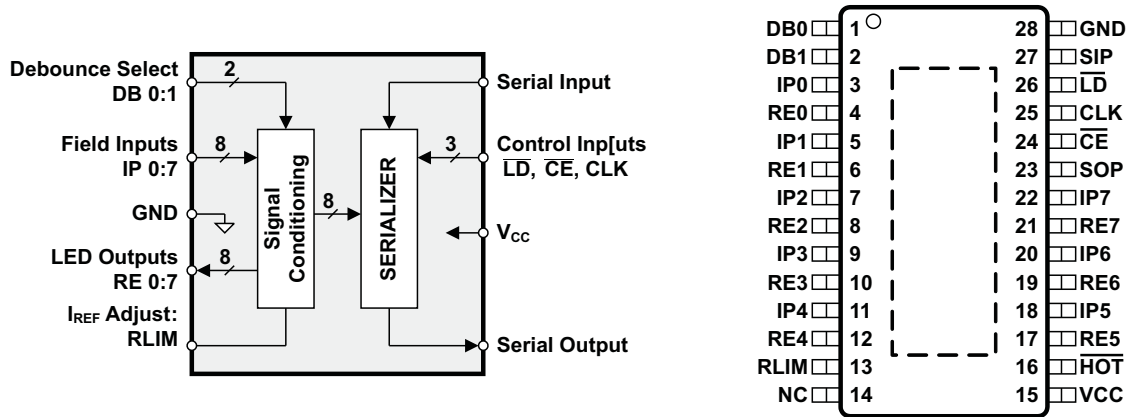 Debounce Select
DB 0:1
2
Serial Input
Field Inputs
IP 0:7
8
Signal
Conditioning
8
SERIALIZER
3
Control Inp[uts
LD, CE, CLK
GND
VCC
LED Outputs
RE 0:7
8
IREF Adjust:
RLIM
Serial Output
DB0 1 28 GND
DB1 2 27 SIP
IP0 3 26 LD
RE0 4 25 CLK
IP1 5 24 CE
RE1 6 23 SOP
IP2 7 22 IP7
RE2 8 21 RE7
IP3 9 20 IP6
RE3 10 19 RE6
IP4 11 18 IP5
RE4 12 17 RE5
RLIM 13 16 HOT
NC 14 15 VCC